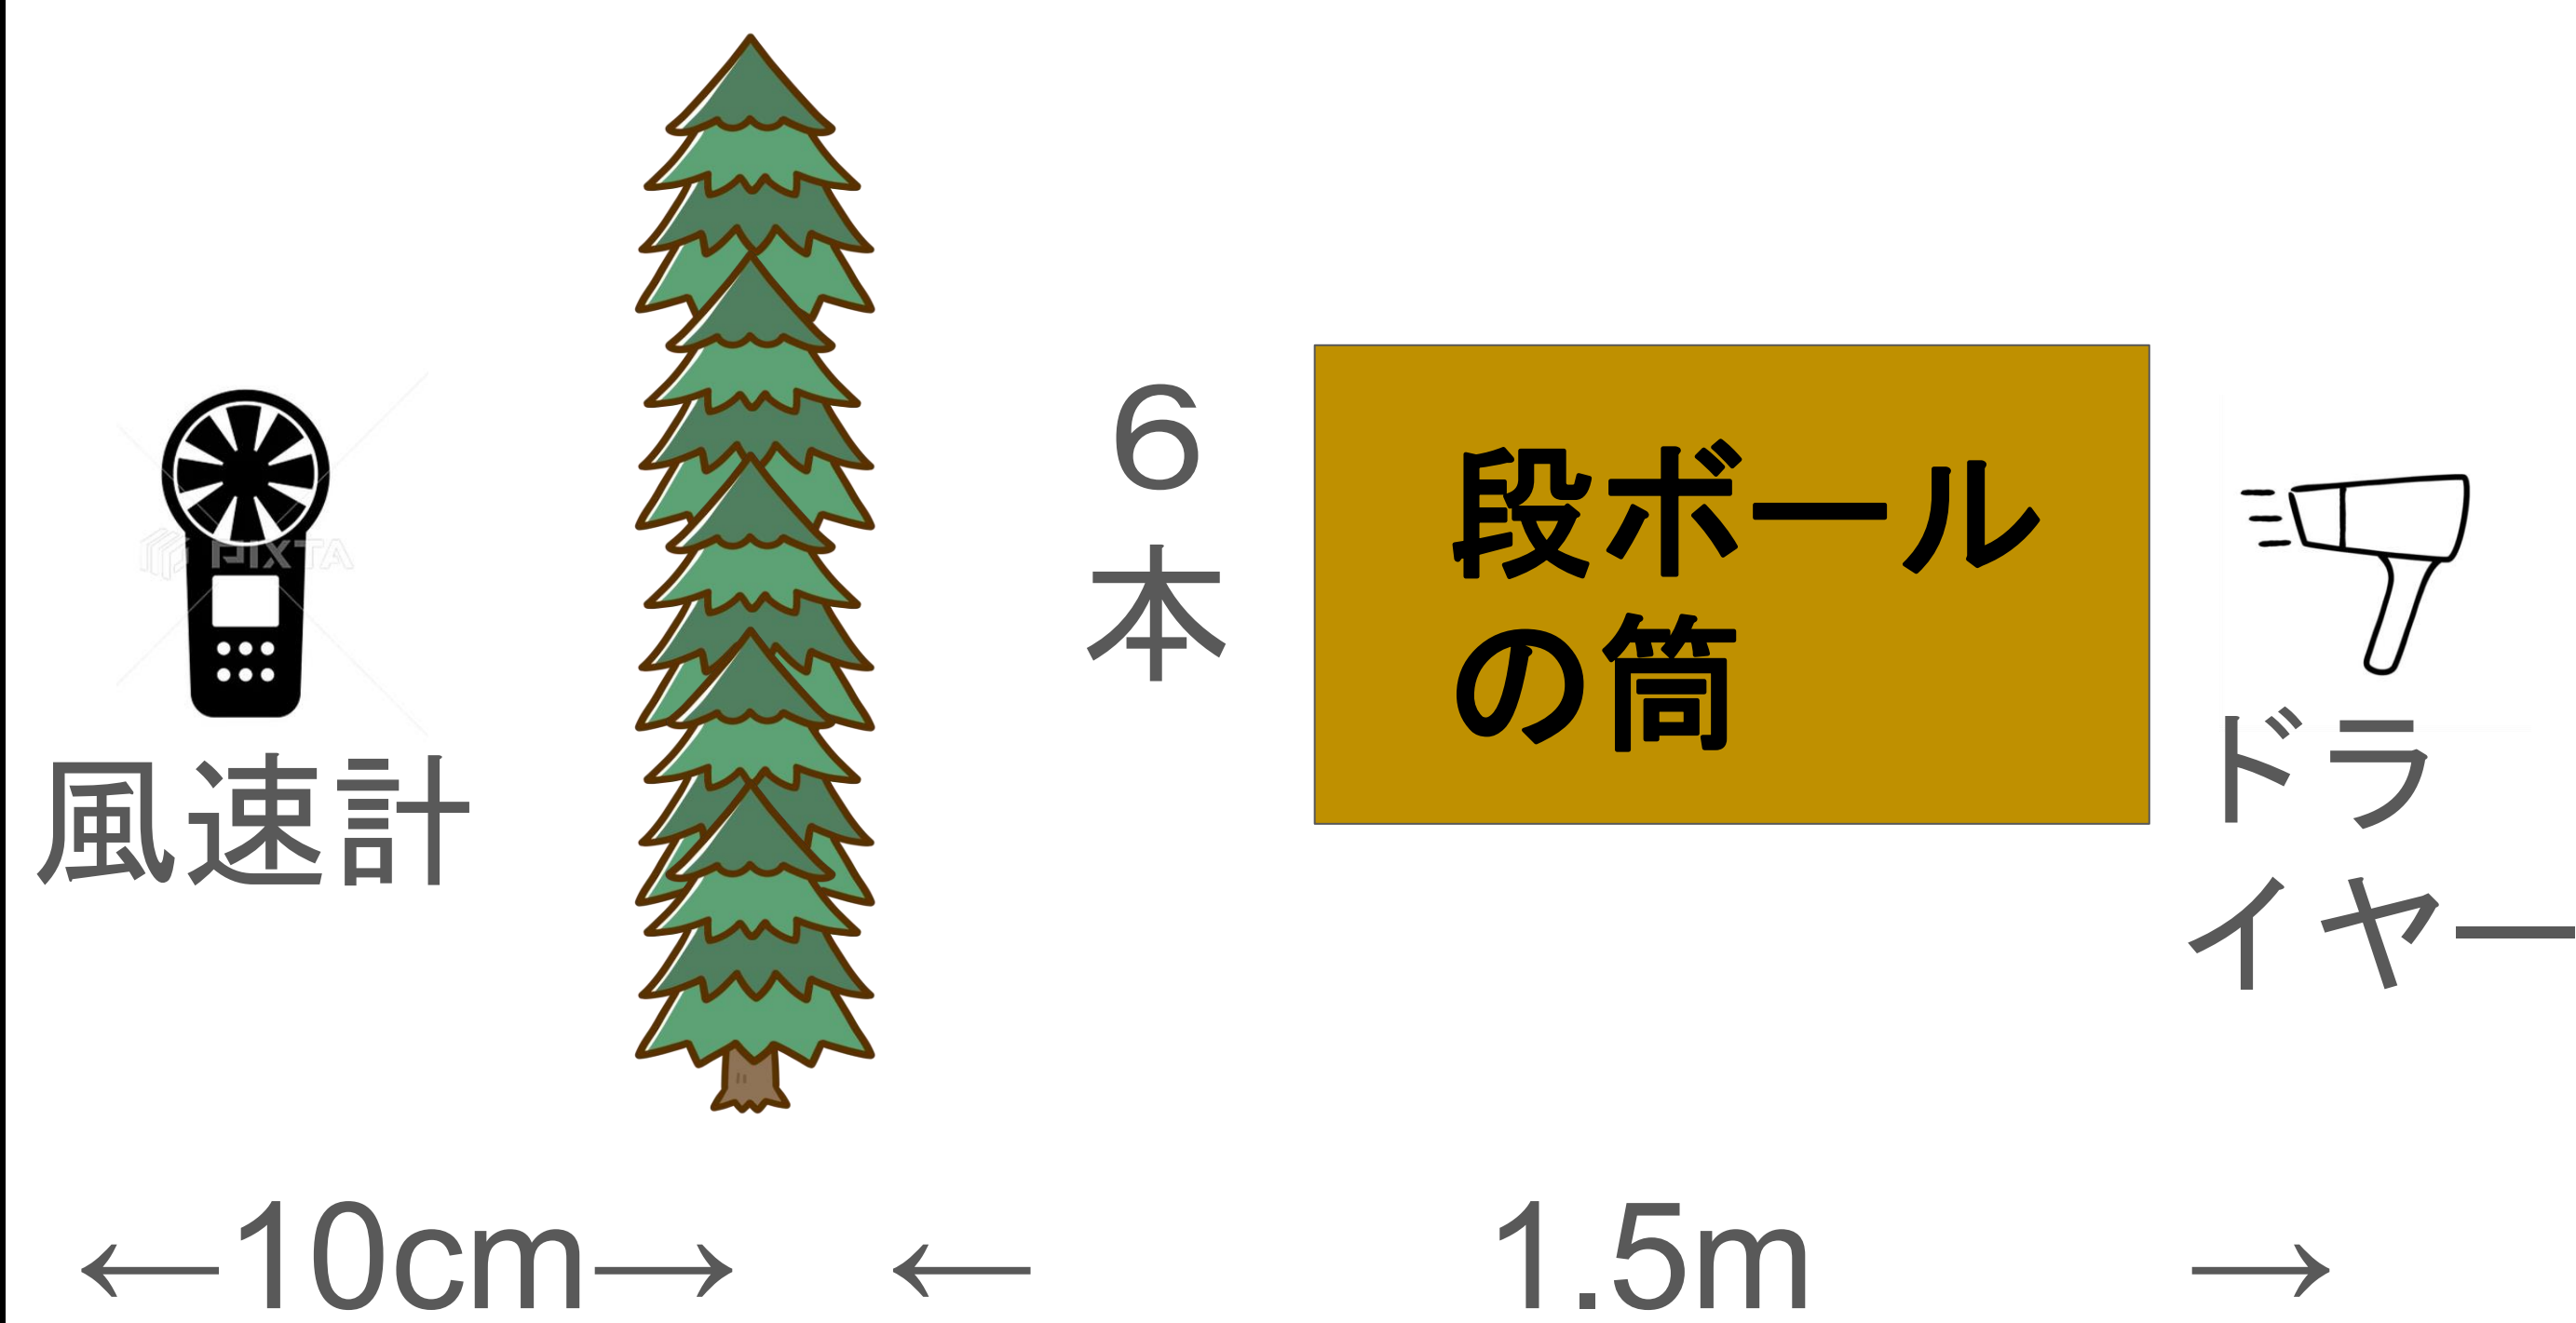 6
本
段ボール
の筒
PIXTA
風速計
ドラ
イヤー
←10cm→
← 1.5m →